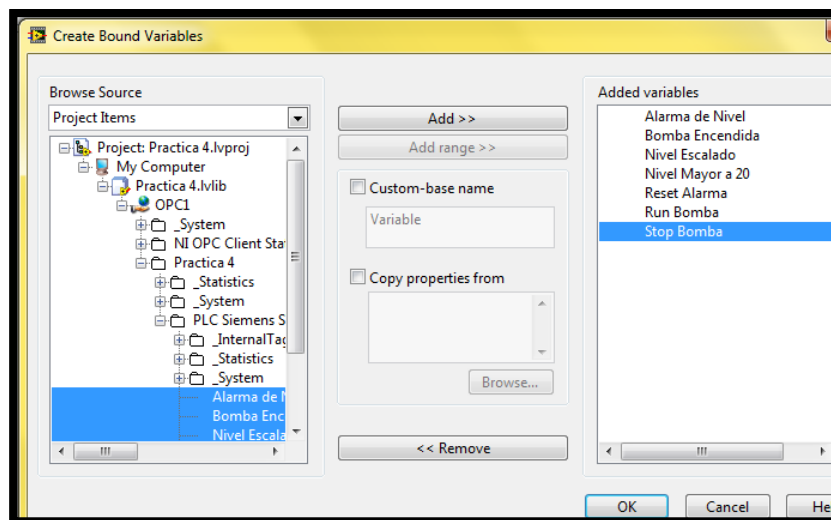 Create Bound Variables
Browse Source
Project Items
Project: Practica 4.lvproj
My Computer
Practica 4.lvlib
OPC1
_System
NI OPC Client Sta
Practica 4
_Statistics
_System
PLC Siemens S
_InternalTag
_Statistics
_System
Alarma de N
Bomba Enc
Nivel Escala
Add >>
Add range >>
Custom-base name
Variable
Copy properties from
Browse...
<< Remove
Added variables
Alarma de Nivel
Bomba Encendida
Nivel Escalado
Nivel Mayor a 20
Reset Alarma
Run Bomba
Stop Bomba
OK
Cancel
He